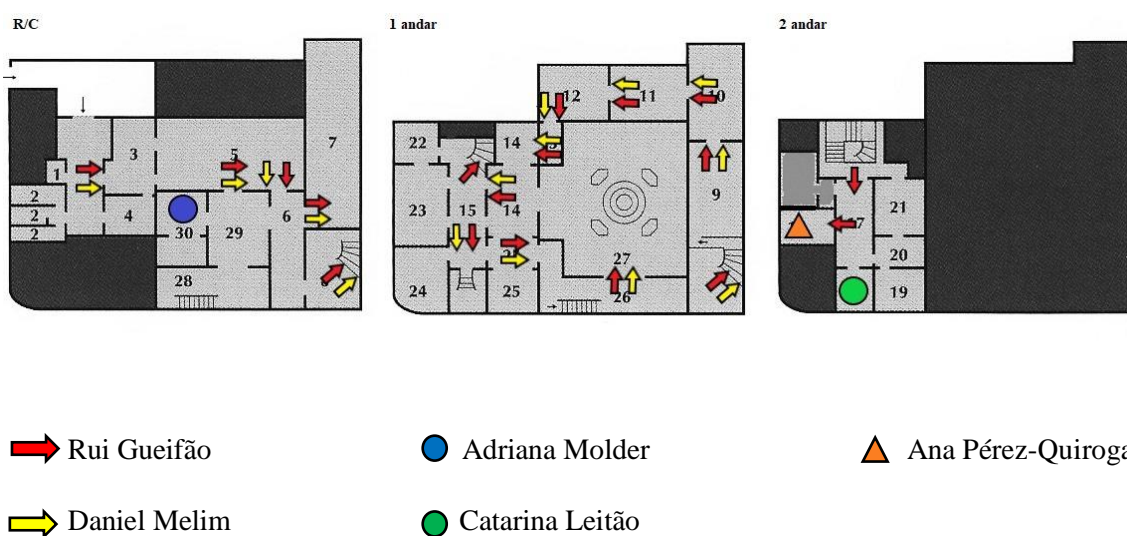 R/C 1 andar 2 andar
7
3 5
1
2 4 6
2 30 29
2
28
12 11 10
22 14
9
23 15 14
27
24 25 26
21
17
20
19
Rui Gueifão Adriana Molder Ana Pérez-Quiroga
Daniel Melim Catarina Leitão